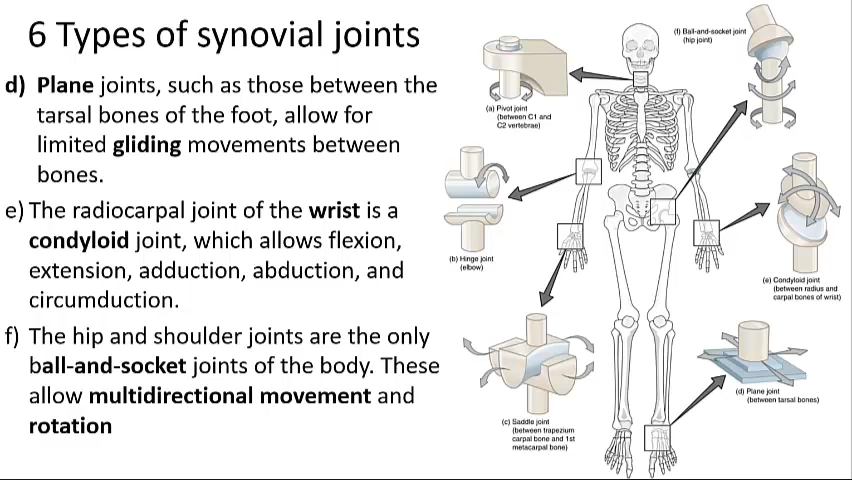 6 Types of synovial joints
d) Plane joints, such as those between the
tarsal bones of the foot, allow for
limited gliding movements between
bones.
e) The radiocarpal joint of the wrist is a
condyloid joint, which allows flexion,
extension, adduction, abduction, and
circumduction.
f) The hip and shoulder joints are the only
ball-and-socket joints of the body. These
allow multidirectional movement and
rotation
(f) Ball-and-socket joint
(hip joint)
(a) Pivot joint
(between C1 and
C2 vertebrae)
(b) Hinge joint
(elbow)
(e) Condyloid joint
(between radius and
carpal bones of wrist)
(c) Saddle joint
(between trapezium
carpal bone and 1st
metacarpal bone)
(d) Plane joint
(between tarsal bones)